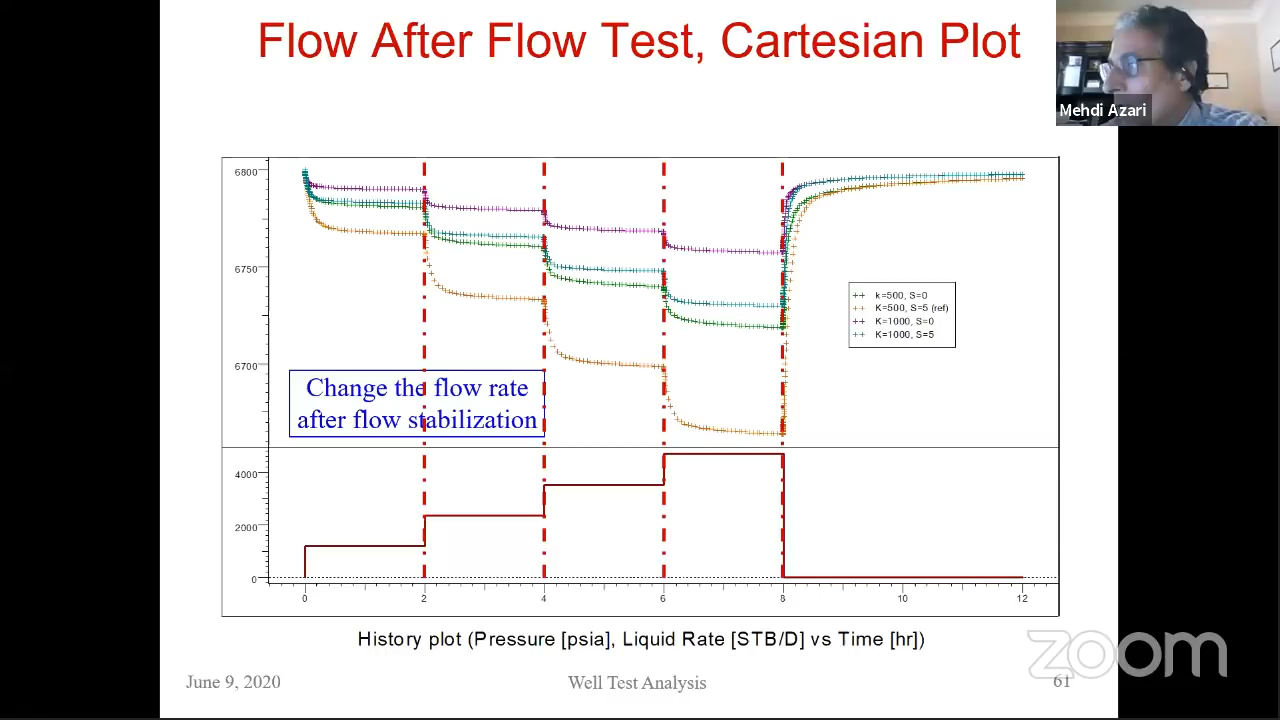 Flow After Flow Test, Cartesian Plot
Mehdi Azari
6800
6750
6700
k=500, S=0
K=500, S=5 (ref)
K=1000, S=0
K=1000, S=5
Change the flow rate
after flow stabilization
4000
2000
0
0 2 4 6 8 10 12
History plot (Pressure [psia], Liquid Rate [STB/D] vs Time [hr])
zoom
June 9, 2020 Well Test Analysis 61